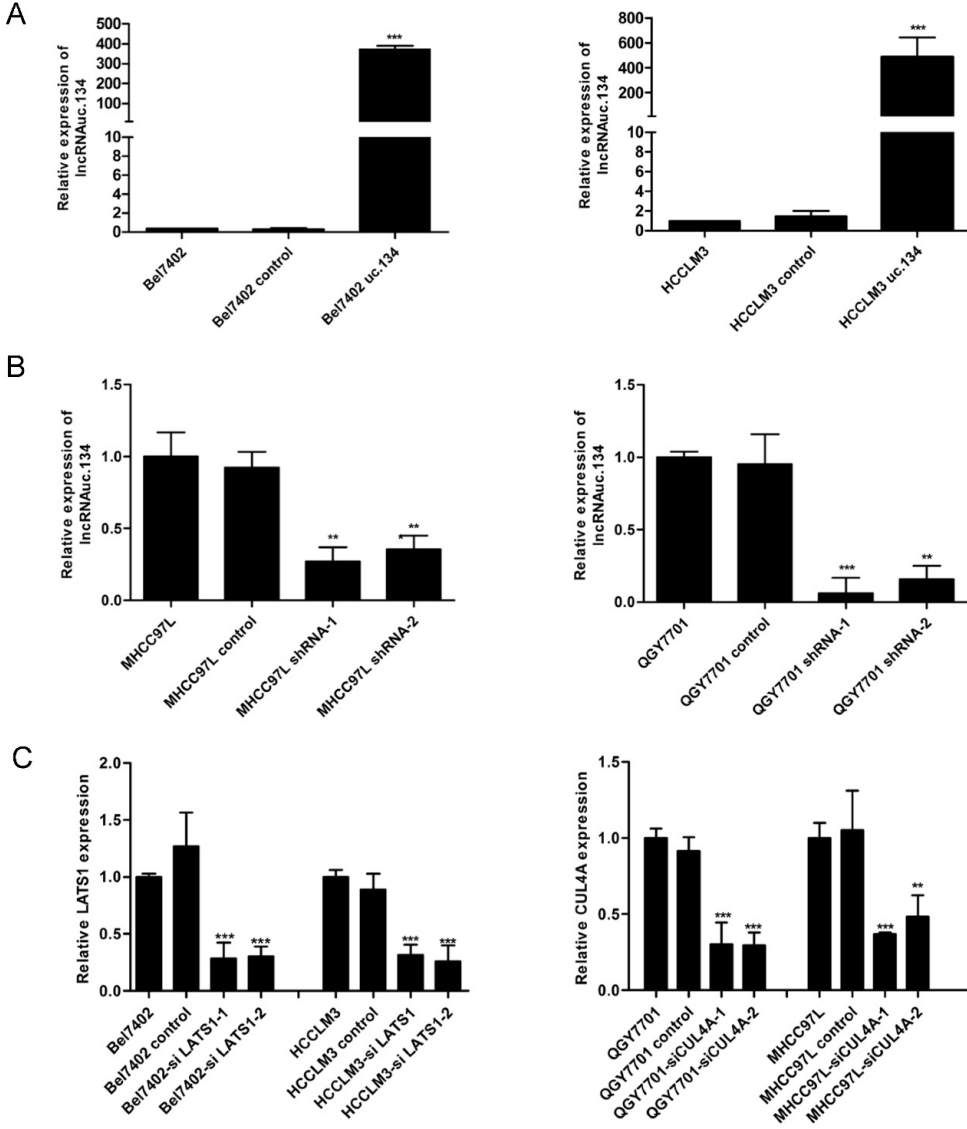 A
Relative expression of
lncRNAuc.134
500
400
300
200
100
10
8
6
4
2
0
***
Bel7402
Bel7402 control
Bel7402 uc.134
Relative expression of
lncRNAuc.134
800
600
400
200
10
8
6
4
2
0
***
HCCLM3
HCCLM3 control
HCCLM3 uc.134
B
Relative expression of
lncRNAuc.134
1.5
1.0
0.5
0.0
**
**
*
MHCC97L
MHCC97L control
MHCC97L shRNA-1
MHCC97L shRNA-2
Relative expression of
lncRNAuc.134
1.5
1.0
0.5
0.0
***
**
QGY7701
QGY7701 control
QGY7701 shRNA-1
QGY7701 shRNA-2
C
Relative LATS1 expression
2.0
1.5
1.0
0.5
0.0
***
***
***
***
Bel7402
Bel7402 control
Bel7402-si LATS1-1
Bel7402-si LATS1-2
HCCLM3
HCCLM3 control
HCCLM3-si LATS1
HCCLM3-si LATS1-2
Relative CUL4A expression
1.5
1.0
0.5
0.0
***
***
***
**
QGY7701
QGY7701 control
QGY7701-siCUL4A-1
QGY7701-siCUL4A-2
MHCC97L
MHCC97L control
MHCC97L-siCUL4A-1
MHCC97L-siCUL4A-2